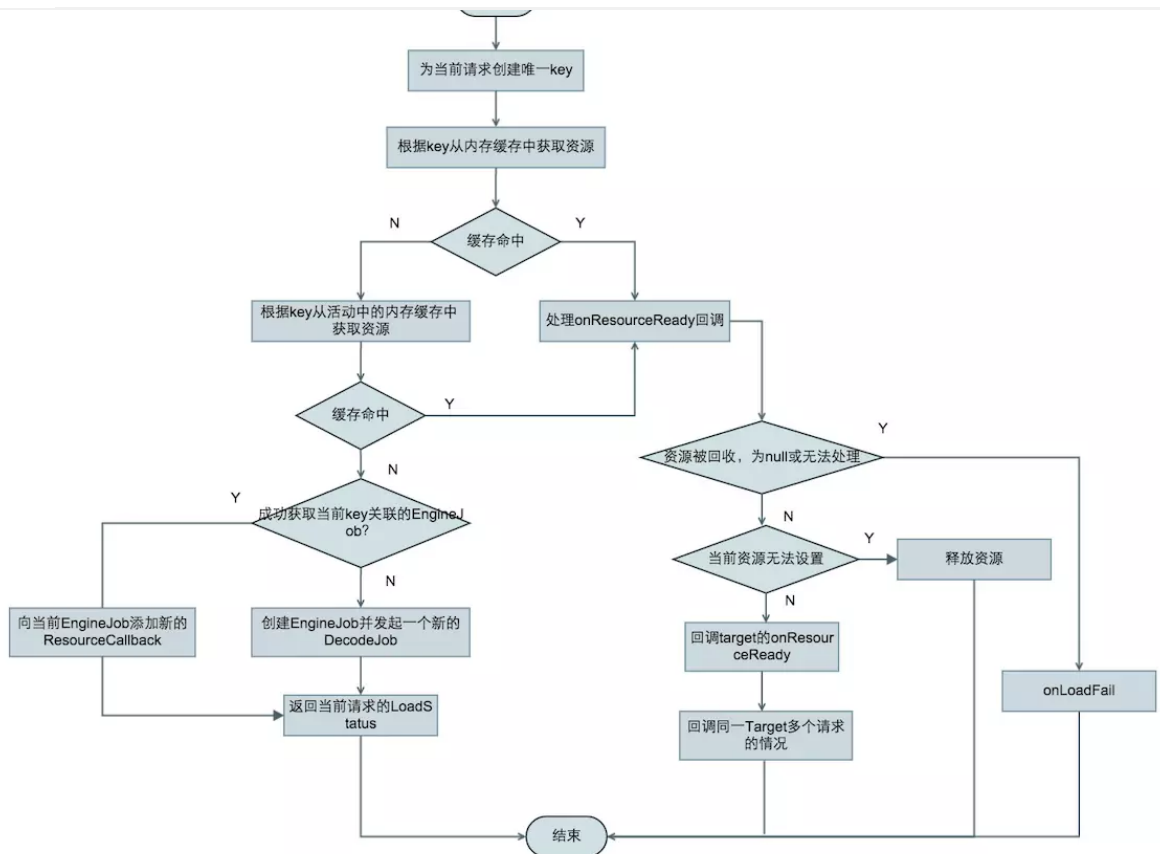 为当前请求创建唯一key
根据key从内存缓存中获取资源
N
Y
缓存命中
根据key从活动中的内存缓存中
获取资源
处理onResourceReady回调
缓存命中
Y
Y
资源被回收，为null或无法处理
N
Y
成功获取当前key关联的EngineJ
ob?
N
当前资源无法设置
Y
释放资源
N
N
向当前EngineJob添加新的
ResourceCallback
创建EngineJob并发起一个新的
DecodeJob
回调target的onResour
ceReady
onLoadFail
返回当前请求的LoadS
tatus
回调同一Target多个请求
的情况
结束